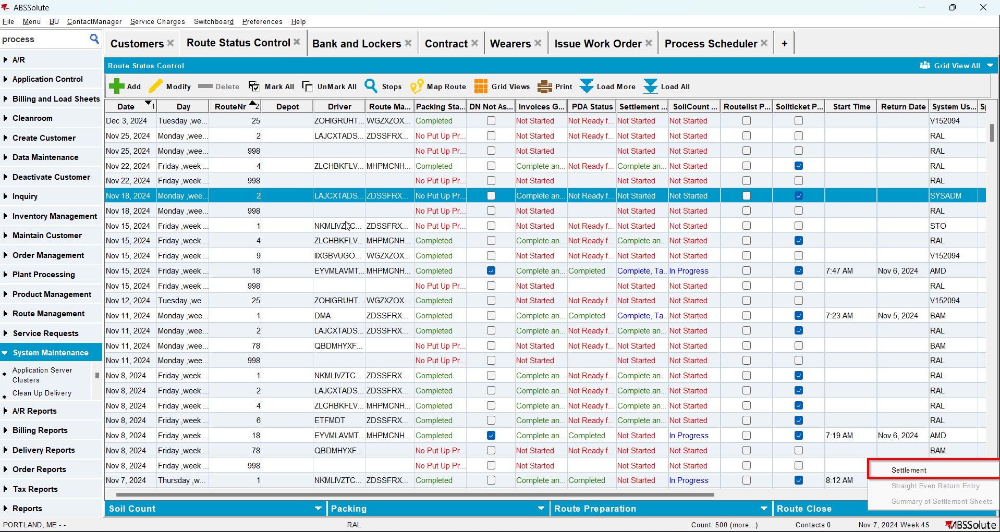 ABSSolute
File Menu BU ContactManager Service Charges Switchboard Preferences Help
process
Customers Route Status Control Bank and Lockers Contract Wearers Issue Work Order Process Scheduler +
Route Status Control Grid View All
Add Modify Delete Mark All UnMark All Stops Map Route Grid Views Print Load More Load All
A/R
Application Control
Billing and Load Sheets
Cleanroom
Create Customer
Data Maintenance
Deactivate Customer
Inquiry
Inventory Management
Maintain Customer
Order Management
Plant Processing
Product Management
Route Management
Service Requests
System Maintenance
Application Server
Clusters
Clean Up Delivery
A/R Reports
Billing Reports
Delivery Reports
Order Reports
Tax Reports
Reports
Date 1 Day RouteNr 2 Depot Driver Route Ma... Packing Sta... DN Not As... Invoices G... PDA Status Settlement ... SoilCount ... Routelist P... Soilticket P... Start Time Return Date System Us...
Dec 3, 2024 Tuesday ,we... 25 ZOHIGRUHT... WGZXZOX... Completed Not Started Not Ready f... Not Started Not Started V152094
Nov 25, 2024 Monday ,wee... 2 LAJCXTADS... ZDSSFRX... No Put Up Pr... Not Started Not Ready f... Not Started Not Started RAL
Nov 25, 2024 Monday ,wee... 998 No Put Up Pr... Not Started Not Started Not Started RAL
Nov 22, 2024 Friday ,week ... 4 ZLCHBKFLV... MHPMCNH... Completed Complete an... Not Ready f... Complete an... Not Started RAL
Nov 22, 2024 Friday ,week ... 998 No Put Up Pr... Not Started Not Started Not Started RAL
Nov 18, 2024 Monday ,wee... 2 LAJCXTADS... ZDSSFRX... No Put Up Pr... Complete an... Not Ready f... Not Started Not Started SYSADM
Nov 18, 2024 Monday ,wee... 998 No Put Up Pr... Not Started Not Started Not Started RAL
Nov 15, 2024 Friday ,week ... 1 NKMLIVZTC... ZDSSFRX... No Put Up Pr... Not Started Not Ready f... Not Started Not Started STO
Nov 15, 2024 Friday ,week ... 4 ZLCHBKFLV... MHPMCNH... Completed Complete an... Not Ready f... Complete an... Not Started RAL
Nov 15, 2024 Friday ,week ... 9 IIXGBVUGO... WGZXZOX... Completed Not Started Not Ready f... Not Started Not Started V152094
Nov 15, 2024 Friday ,week ... 18 EYVMLAVMT... MHPMCNH... Completed Complete an... Completed Complete, Ta... In Progress 7:47 AM Nov 6, 2024 AMD
Nov 15, 2024 Friday ,week ... 998 No Put Up Pr... Not Started Not Started Not Started RAL
Nov 12, 2024 Tuesday ,we... 25 ZOHIGRUHT... WGZXZOX... Completed Not Started Not Ready f... Not Started Not Started V152094
Nov 11, 2024 Monday ,wee... 1 DMA ZDSSFRX... Completed Complete an... Completed Complete, Ta... Not Started 7:23 AM Nov 5, 2024 BAM
Nov 11, 2024 Monday ,wee... 2 LAJCXTADS... ZDSSFRX... Completed Complete an... Not Ready f... Complete an... Not Started RAL
Nov 11, 2024 Monday ,wee... 78 QBDMHYXF... No Put Up Pr... Not Started Not Ready f... Not Started Not Started BAM
Nov 11, 2024 Monday ,wee... 998 No Put Up Pr... Not Started Not Started Not Started RAL
Nov 8, 2024 Friday ,week ... 1 NKMLIVZTC... ZDSSFRX... Completed Complete an... Not Ready f... Complete an... Not Started RAL
Nov 8, 2024 Friday ,week ... 2 LAJCXTADS... ZDSSFRX... Completed Complete an... Not Ready f... Complete an... Not Started RAL
Nov 8, 2024 Friday ,week ... 4 ZLCHBKFLV... MHPMCNH... Completed Complete an... Not Ready f... Complete an... Not Started RAL
Nov 8, 2024 Friday ,week ... 6 ETFMDT ZDSSFRX... Completed Complete an... Not Ready f... Complete an... Not Started RAL
Nov 8, 2024 Friday ,week ... 18 EYVMLAVMT... MHPMCNH... Completed Complete an... Completed Not Started In Progress 7:19 AM Nov 6, 2024 AMD
Nov 8, 2024 Friday ,week ... 78 QBDMHYXF... No Put Up Pr... Not Started Not Ready f... Not Started Not Started BAM
Nov 8, 2024 Friday ,week ... 998 No Put Up Pr... Not Started Not Started Not Started
Nov 7, 2024 Thursday ,w... 1 NKMLIVZTC... ZDSSFRX... Completed Complete an... Completed Not Started In Progress 8:12 AM
Settlement
Straight Even Return Entry
Summary of Settlement Sheets
Soil Count Packing Route Preparation Route Close
PORTLAND, ME - - RAL Count: 500 (more...) Contacts 0 Nov 7, 2024 Week 45 ABSSolute